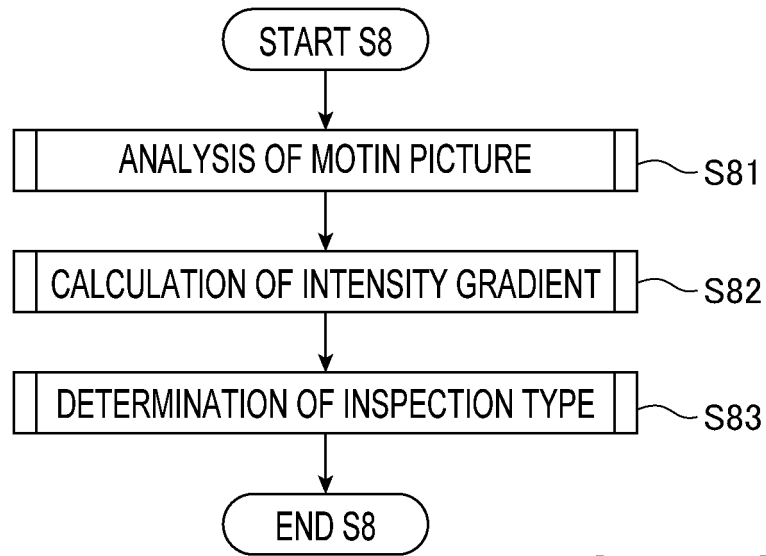 START S8
ANALYSIS OF MOTIN PICTURE
S81
CALCULATION OF INTENSITY GRADIENT
S82
DETERMINATION OF INSPECTION TYPE
S83
END S8